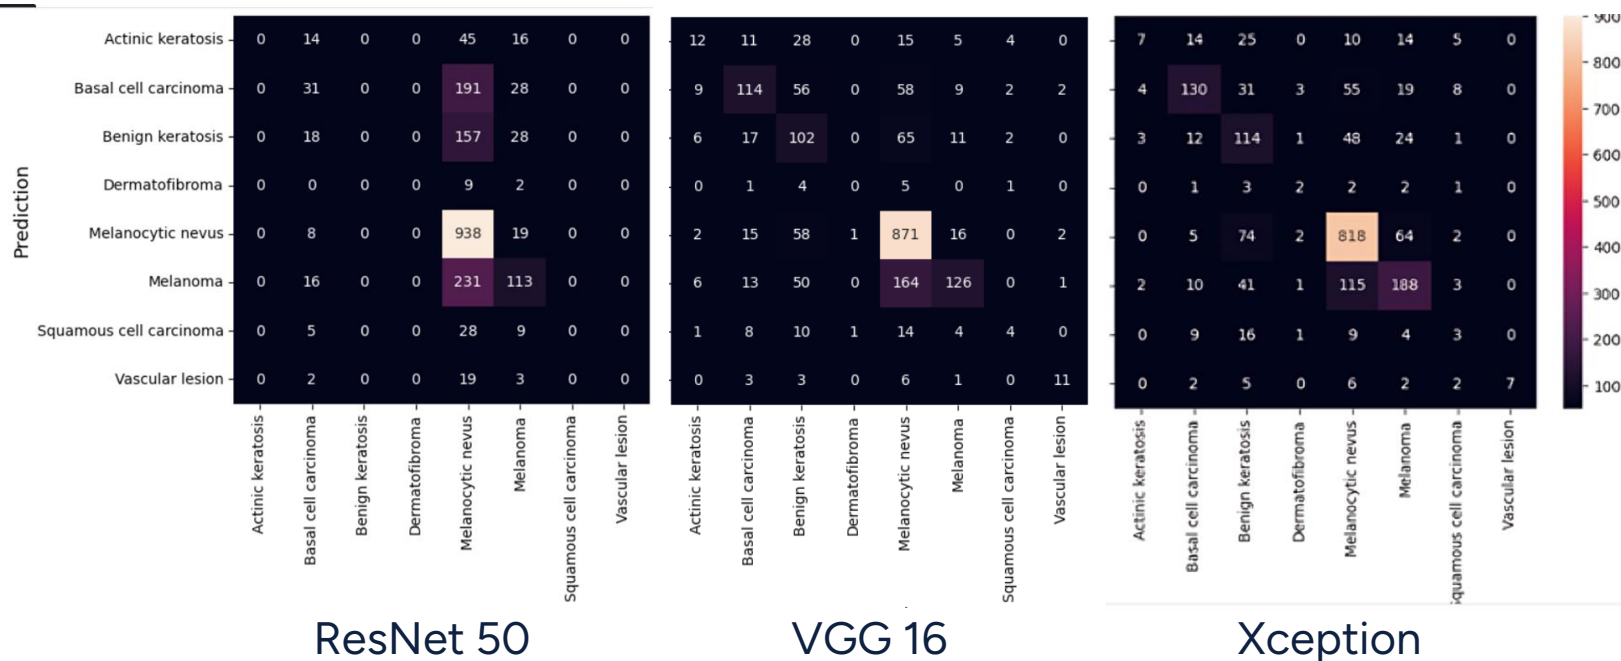 Prediction
Actinic keratosis 0 14 0 0 45 16 0 0 12 11 28 0 15 5 4 0 7 14 25 0 10 14 5 0
Basal cell carcinoma 0 31 0 0 191 28 0 0 9 114 56 0 58 9 2 2 4 130 31 3 55 19 8 0
Benign keratosis 0 18 0 0 157 28 0 0 6 17 102 0 65 11 2 0 3 12 114 1 48 24 1 0
Dermatofibroma 0 0 0 0 9 2 0 0 0 1 4 0 5 0 1 0 0 1 3 2 2 2 1 0
Melanocytic nevus 0 8 0 0 938 19 0 0 2 15 58 1 871 16 0 2 0 5 74 2 818 64 2 0
Melanoma 0 16 0 0 231 113 0 0 6 13 50 0 164 126 0 1 2 10 41 1 115 188 3 0
Squamous cell carcinoma 0 5 0 0 28 9 0 0 1 8 10 1 14 4 4 0 0 9 16 1 9 4 3 0
Vascular lesion 0 2 0 0 19 3 0 0 0 3 3 0 6 1 0 11 0 2 5 0 6 2 2 7
900
800
700
600
500
400
300
200
100
Actinic keratosis
Basal cell carcinoma
Benign keratosis
Dermatofibroma
Melanocytic nevus
Melanoma
Squamous cell carcinoma
Vascular lesion
Actinic keratosis
Basal cell carcinoma
Benign keratosis
Dermatofibroma
Melanocytic nevus
Melanoma
Squamous cell carcinoma
Vascular lesion
Actinic keratosis
Basal cell carcinoma
Benign keratosis
Dermatofibroma
Melanocytic nevus
Melanoma
Squamous cell carcinoma
Vascular lesion
ResNet 50
VGG 16
Xception